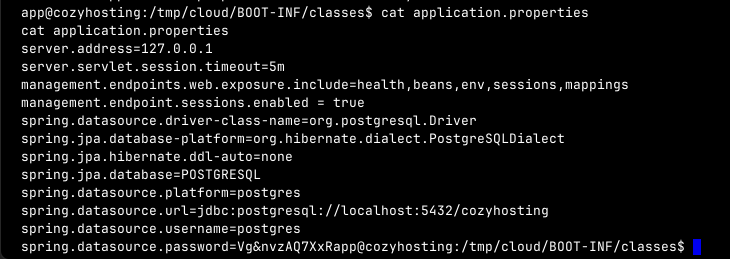 app@cozyhosting:/tmp/cloud/BOOT-INF/classes$ cat application.properties
cat application.properties
server.address=127.0.0.1
server.servlet.session.timeout=5m
management.endpoints.web.exposure.include=health,beans,env,sessions,mappings
management.endpoint.sessions.enabled = true
spring.datasource.driver-class-name=org.postgresql.Driver
spring.jpa.database-platform=org.hibernate.dialect.PostgreSQLDialect
spring.jpa.hibernate.ddl-auto=none
spring.jpa.database=POSTGRESQL
spring.datasource.platform=postgres
spring.datasource.url=jdbc:postgresql://localhost:5432/cozyhosting
spring.datasource.username=postgres
spring.datasource.password=Vg&nvzAQ7XxRapp@cozyhosting:/tmp/cloud/BOOT-INF/classes$